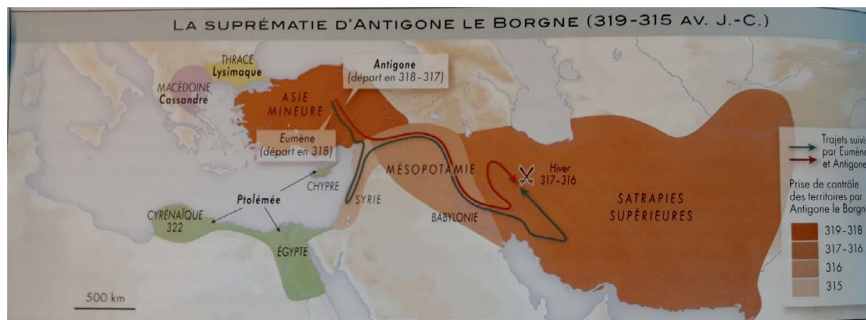 LA SUPRÉMATIE D'ANTIGONE LE BORGNE (319-315 AV. J.-C.)
THRACE
Lysimaque
MACÉDOINE
Cassandre
Antigone
(départ en 318-317)
ASIE
MINEURE
Eumène
(départ en 318)
CHYPRE
SYRIE
MÉSOPOTAMIE
BABYLONIE
Hiver
317-316
SATRAPIES
SUPÉRIEURES
Ptolémée
CYRÉNAÏQUE
322
ÉGYPTE
500 km
Trajets suivi
par Eumène
et Antigone
Prise de contrôle
des territoires par
Antigone le Borgn
319-318
317-316
316
315